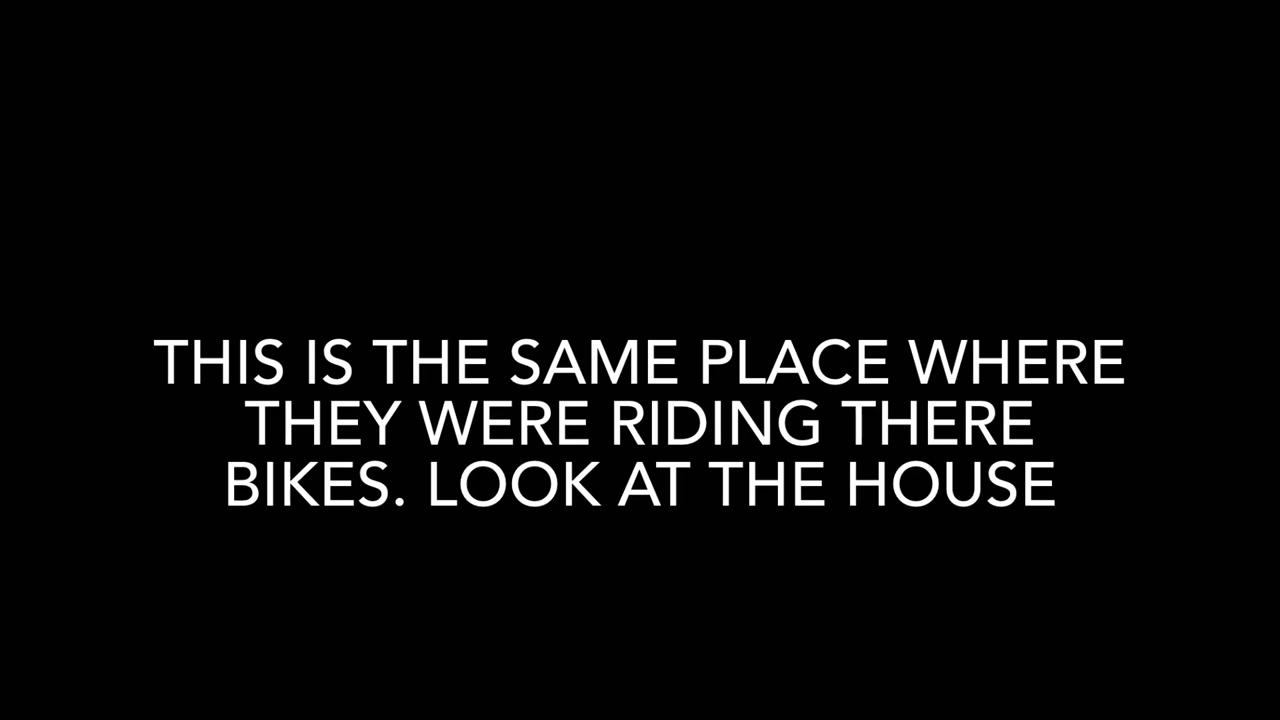 THIS IS THE SAME PLACE WHERE
THEY WERE RIDING THERE
BIKES. LOOK AT THE HOUSE